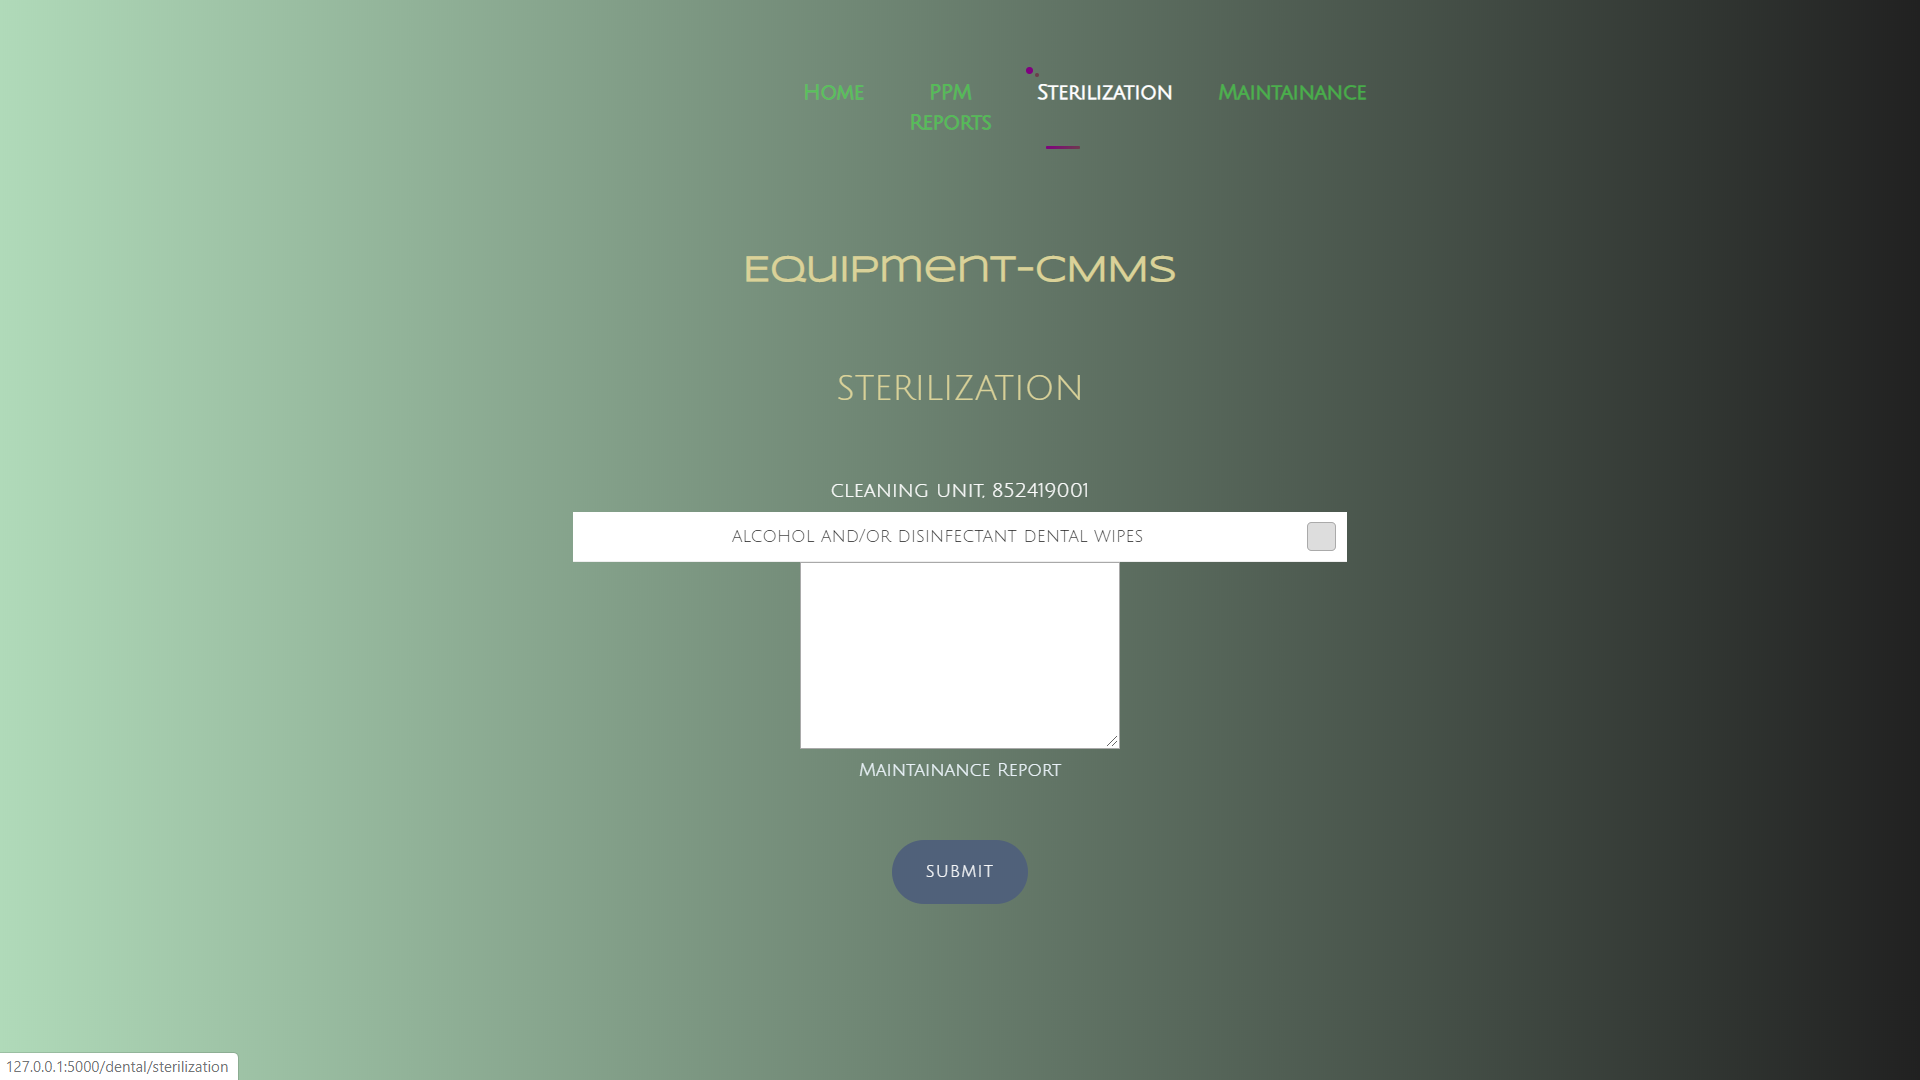 Home
PPM
Reports
Sterilization
Maintainance
Equipment-CMMS
STERILIZATION
CLEANING UNIT, 852419001
ALCOHOL AND/OR DISINFECTANT DENTAL WIPES
Maintainance Report
SUBMIT
127.0.0.1:5000/dental/sterilization